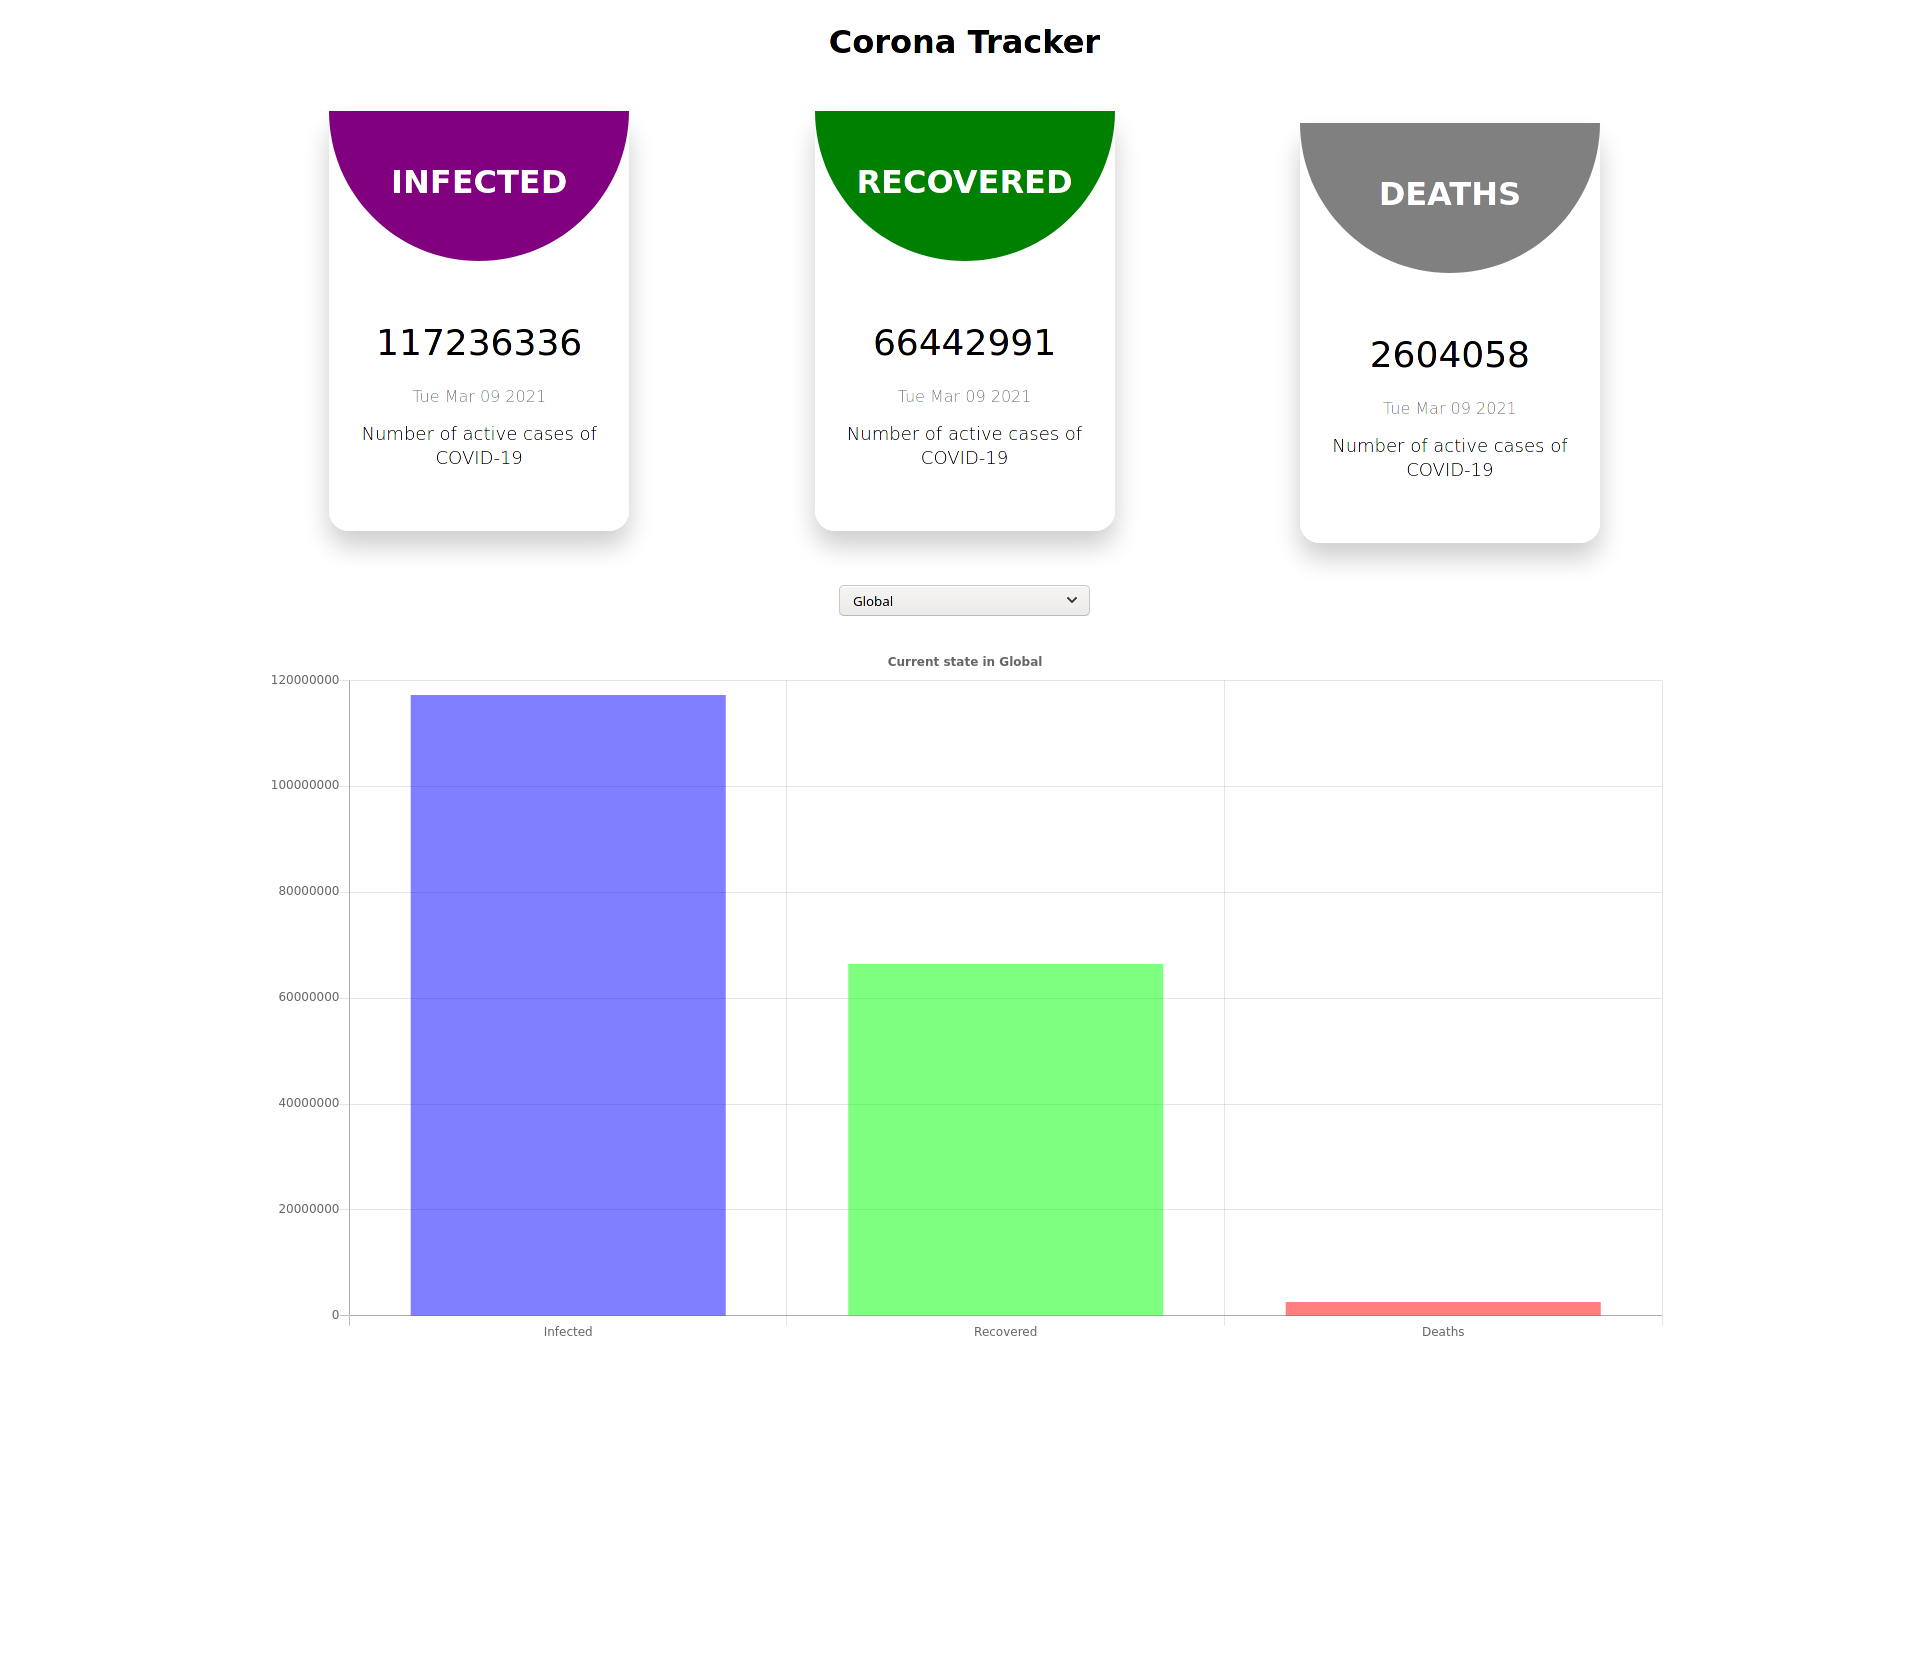 Corona Tracker
INFECTED
117236336
Tue Mar 09 2021
Number of active cases of
COVID-19
RECOVERED
66442991
Tue Mar 09 2021
Number of active cases of
COVID-19
DEATHS
2604058
Tue Mar 09 2021
Number of active cases of
COVID-19
Global
Current state in Global
120000000
100000000
80000000
60000000
40000000
20000000
0
Infected
Recovered
Deaths